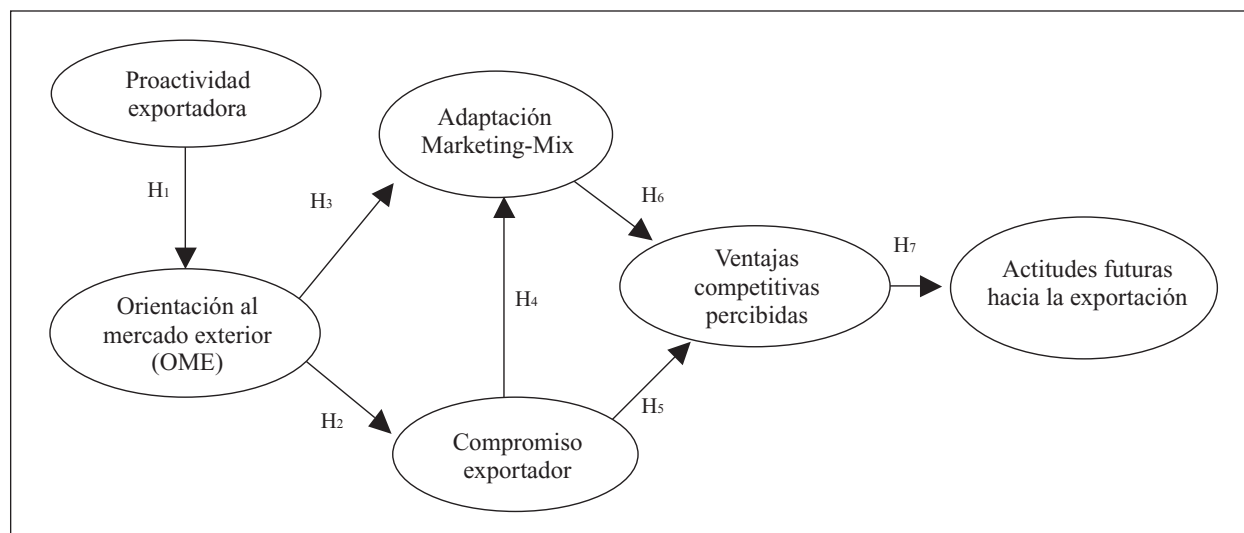 Proactividad
exportadora
H1
Orientación al
mercado exterior
(OME)
H3
H2
Adaptación
Marketing-Mix
H4
Compromiso
exportador
H6
H5
Ventajas
competitivas
percibidas
H7
Actitudes futuras
hacia la exportación